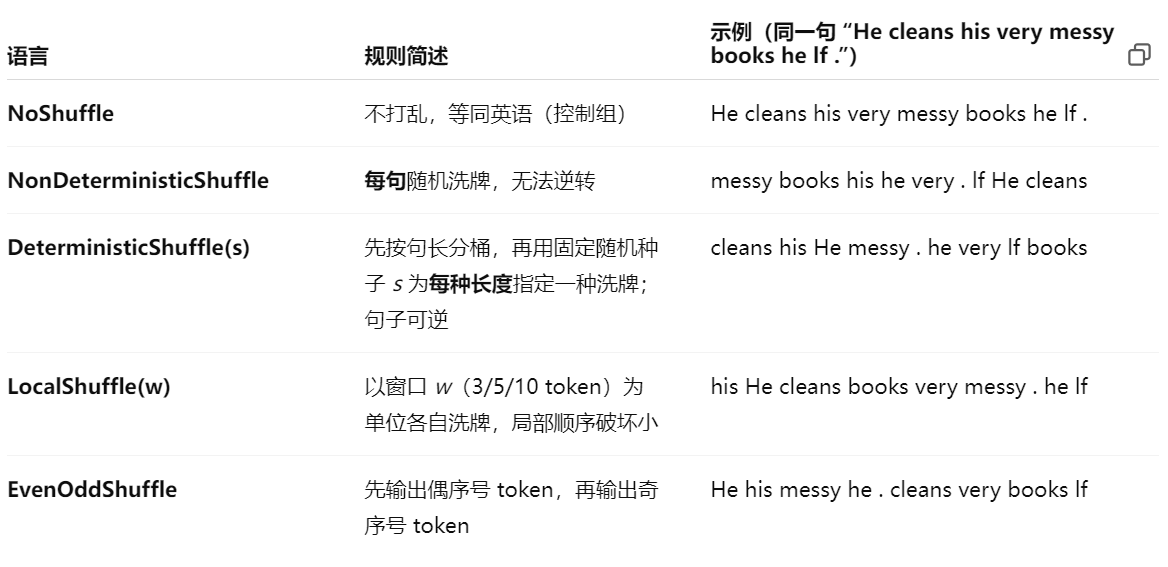 语言 规则简述 示例（同一句 “He cleans his very messy books he lf .”）
NoShuffle 不打乱，等同英语（控制组） He cleans his very messy books he lf .
NonDeterministicShuffle 每句随机洗牌，无法逆转 messy books his he very . lf He cleans
DeterministicShuffle(s) 先按句长分桶，再用固定随机种 cleans his He messy . he very lf books
子 s 为每种长度指定一种洗牌；
句子可逆
LocalShuffle(w) 以窗口 w（3/5/10 token）为 his He cleans books very messy . he lf
单位各自洗牌，局部顺序破坏小
EvenOddShuffle 先输出偶序号 token，再输出奇 He his messy he . cleans very books lf
序号 token